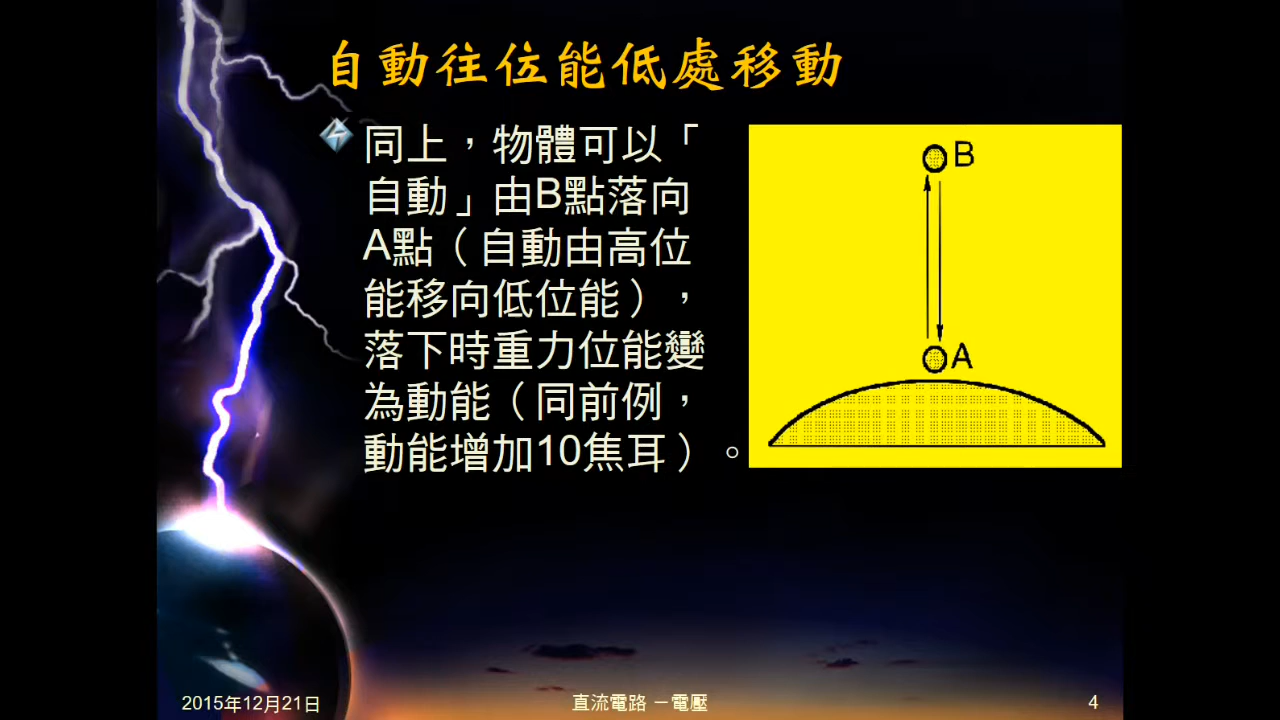 自動往位能低處移動
同上，物體可以「
自動」由B點落向
A點（自動由高位
能移向低位能），
落下時重力位能變
為動能（同前例，
動能增加10焦耳）。
B
A
2015年12月21日
直流電路 －電壓
4